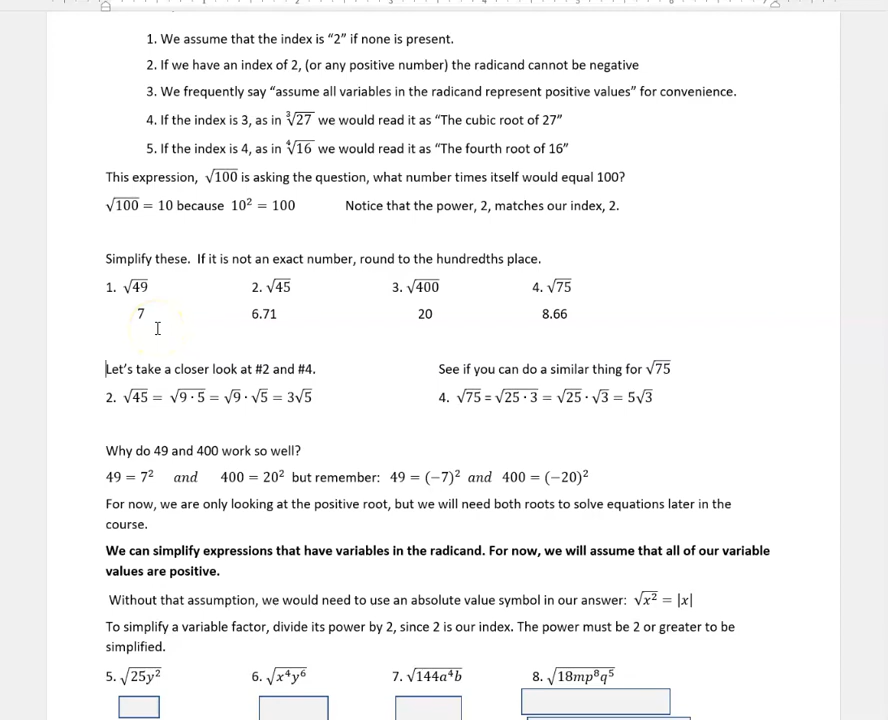 1. We assume that the index is “2” if none is present.
2. If we have an index of 2, (or any positive number) the radicand cannot be negative
3. We frequently say “assume all variables in the radicand represent positive values” for convenience.
4. If the index is 3, as in ∛27 we would read it as “The cubic root of 27”
5. If the index is 4, as in ∜16 we would read it as “The fourth root of 16”
This expression, √100 is asking the question, what number times itself would equal 100?
√100 = 10 because 10² = 100 Notice that the power, 2, matches our index, 2.
Simplify these. If it is not an exact number, round to the hundredths place.
1. √49 2. √45 3. √400 4. √75
7 6.71 20 8.66
Let’s take a closer look at #2 and #4. See if you can do a similar thing for √75
2. √45 = √(9·5) = √9 · √5 = 3√5 4. √75 = √(25·3) = √25 · √3 = 5√3
Why do 49 and 400 work so well?
49 = 7² and 400 = 20² but remember: 49 = (−7)² and 400 = (−20)²
For now, we are only looking at the positive root, but we will need both roots to solve equations later in the
course.
We can simplify expressions that have variables in the radicand. For now, we will assume that all of our variable
values are positive.
Without that assumption, we would need to use an absolute value symbol in our answer: √(x²) = |x|
To simplify a variable factor, divide its power by 2, since 2 is our index. The power must be 2 or greater to be
simplified.
5. √(25y²) 6. √(x⁴y⁶) 7. √(144a⁴b) 8. √(18mp⁸q⁵)